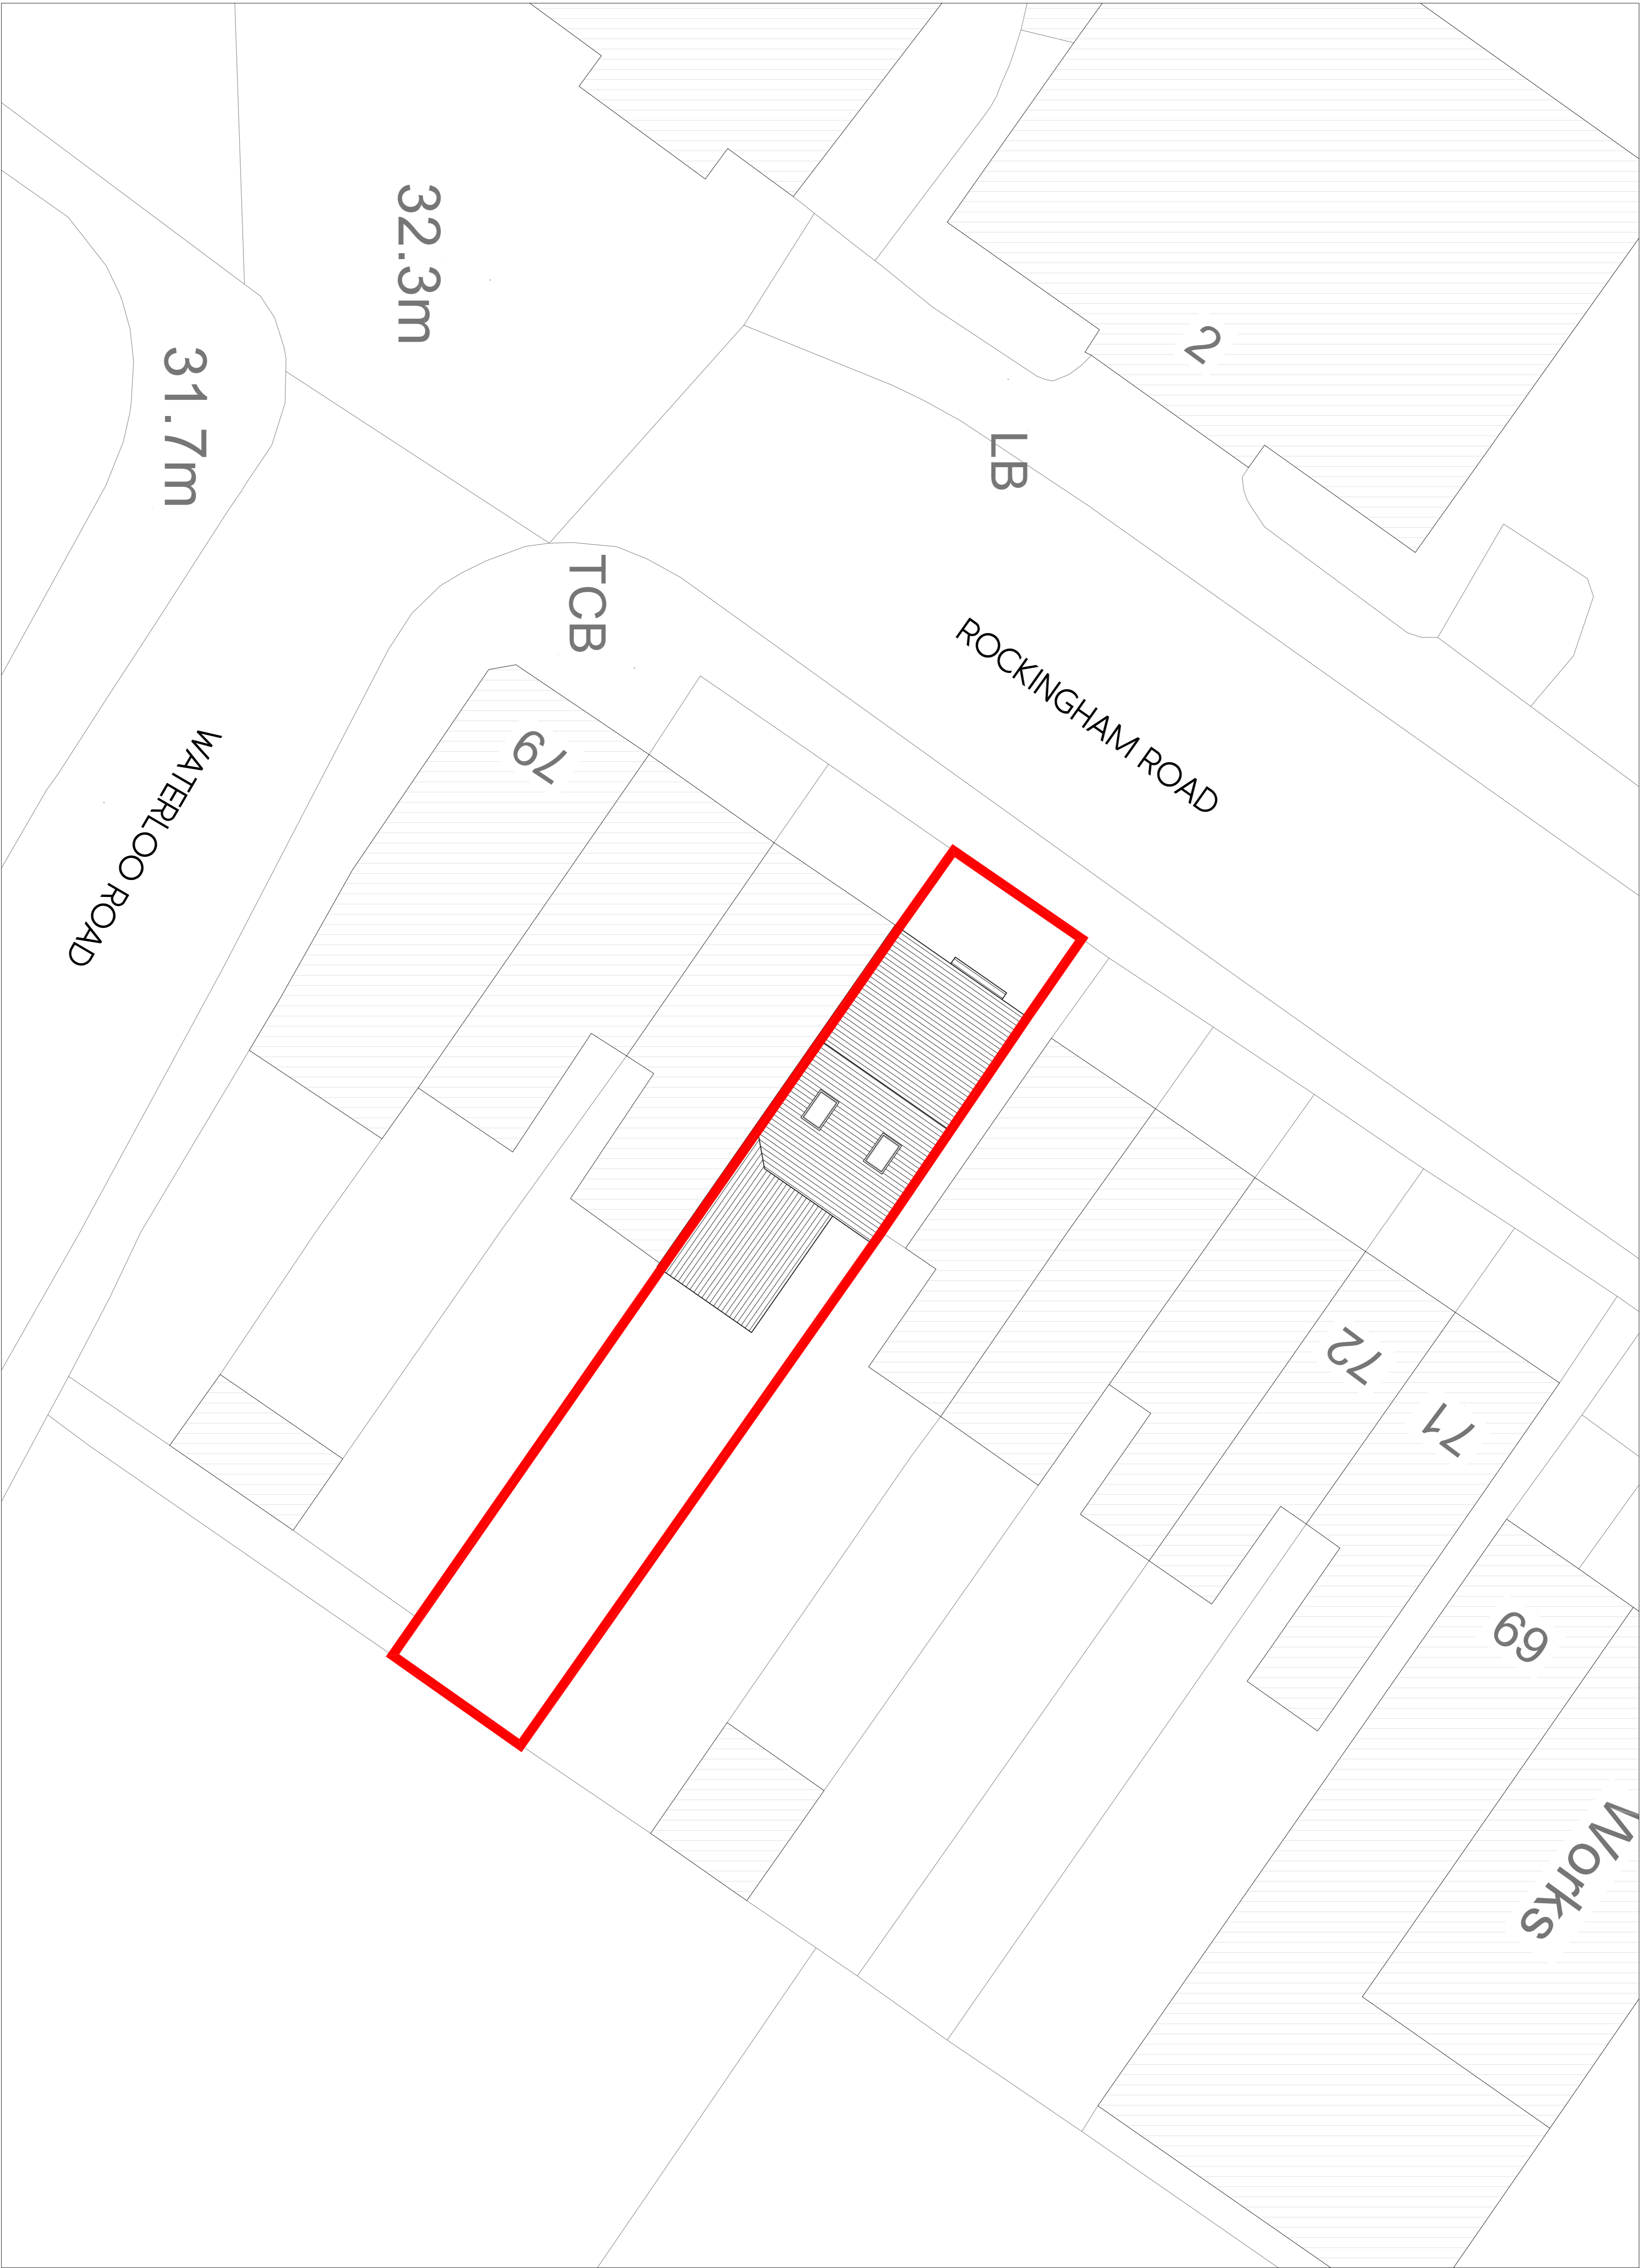 32.3m
31.7m
2
LB
TCB
ROCKINGHAM ROAD
79
WATERLOO ROAD
72
71
69
Works